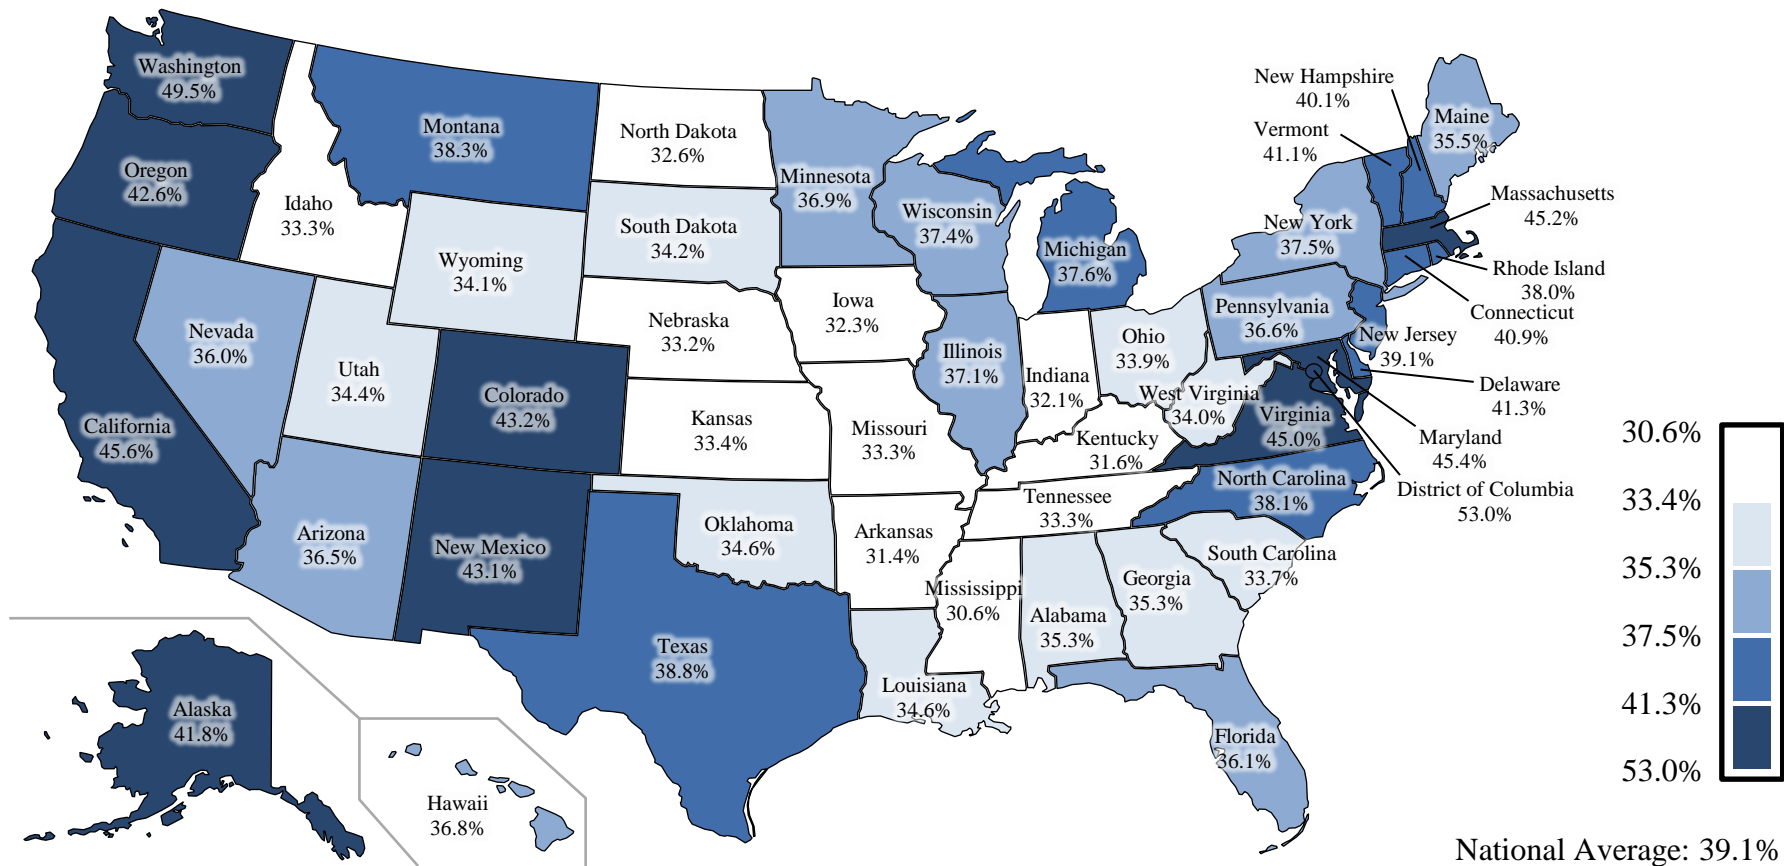 Washington
49.5%
Oregon
42.6%
California
45.6%
Idaho
33.3%
Nevada
36.0%
Montana
38.3%
Wyoming
34.1%
Utah
34.4%
Arizona
36.5%
Colorado
43.2%
New Mexico
43.1%
North Dakota
32.6%
South Dakota
34.2%
Nebraska
33.2%
Kansas
33.4%
Oklahoma
34.6%
Texas
38.8%
Minnesota
36.9%
Iowa
32.3%
Missouri
33.3%
Arkansas
31.4%
Louisiana
34.6%
Wisconsin
37.4%
Illinois
37.1%
Michigan
37.6%
Indiana
32.1%
Ohio
33.9%
Kentucky
31.6%
Tennessee
33.3%
Mississippi
30.6%
Alabama
35.3%
Georgia
35.3%
Florida
36.1%
South Carolina
33.7%
North Carolina
38.1%
Virginia
45.0%
West Virginia
34.0%
Pennsylvania
36.6%
New York
37.5%
Vermont
41.1%
New Hampshire
40.1%
Maine
35.5%
Massachusetts
45.2%
Rhode Island
38.0%
Connecticut
40.9%
New Jersey
39.1%
Delaware
41.3%
Maryland
45.4%
District of Columbia
53.0%
Alaska
41.8%
Hawaii
36.8%
30.6%
33.4%
35.3%
37.5%
41.3%
53.0%
National Average: 39.1%